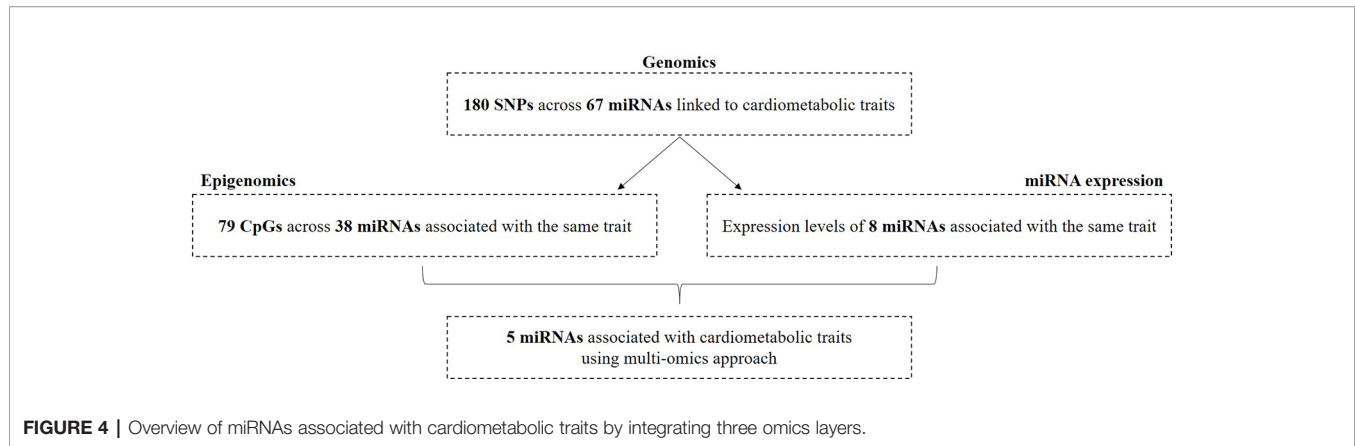 Genomics
180 SNPs across 67 miRNAs linked to cardiometabolic traits
Epigenomics
79 CpGs across 38 miRNAs associated with the same trait
miRNA expression
Expression levels of 8 miRNAs associated with the same trait
5 miRNAs associated with cardiometabolic traits
using multi-omics approach
FIGURE 4 | Overview of miRNAs associated with cardiometabolic traits by integrating three omics layers.